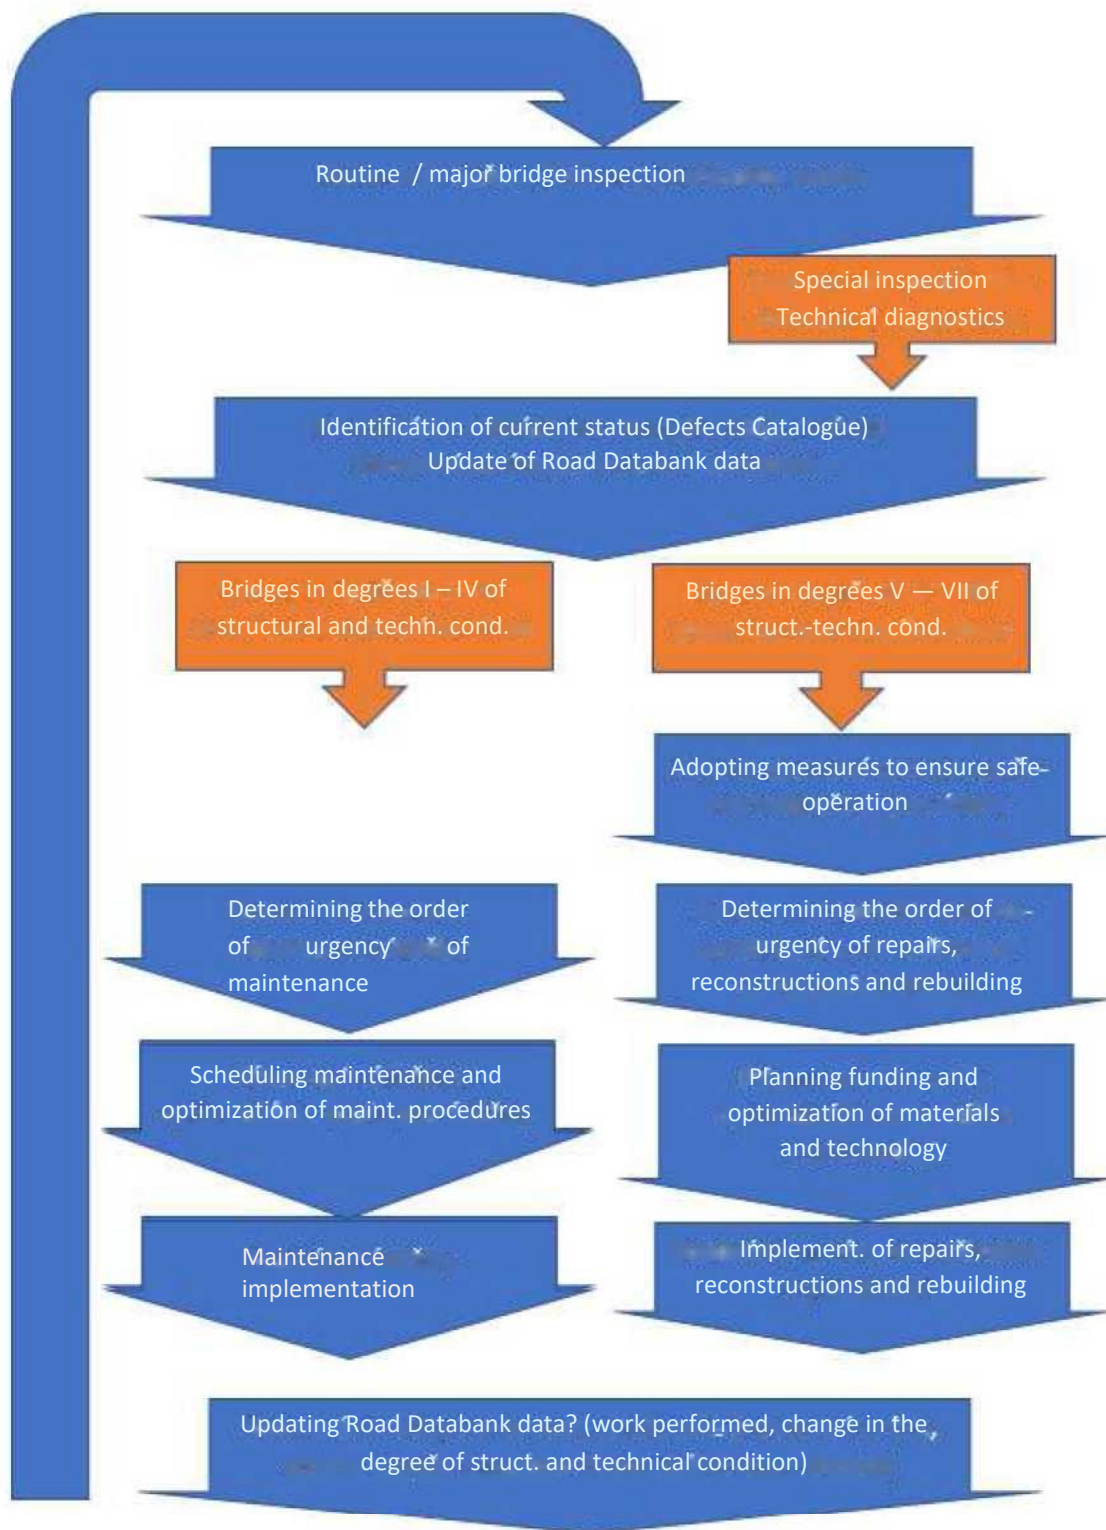 Routine / major bridge inspection
Special inspection
Technical diagnostics
Identification of current status (Defects Catalogue)
Update of Road Databank data
Bridges in degrees I – IV of
structural and techn. cond.
Bridges in degrees V — VII of
struct.-techn. cond.
Adopting measures to ensure safe
operation
Determining the order
of urgency of
maintenance
Determining the order of
urgency of repairs,
reconstructions and rebuilding
Scheduling maintenance and
optimization of maint. procedures
Planning funding and
optimization of materials
and technology
Maintenance
implementation
Implement. of repairs,
reconstructions and rebuilding
Updating Road Databank data? (work performed, change in the
degree of struct. and technical condition)